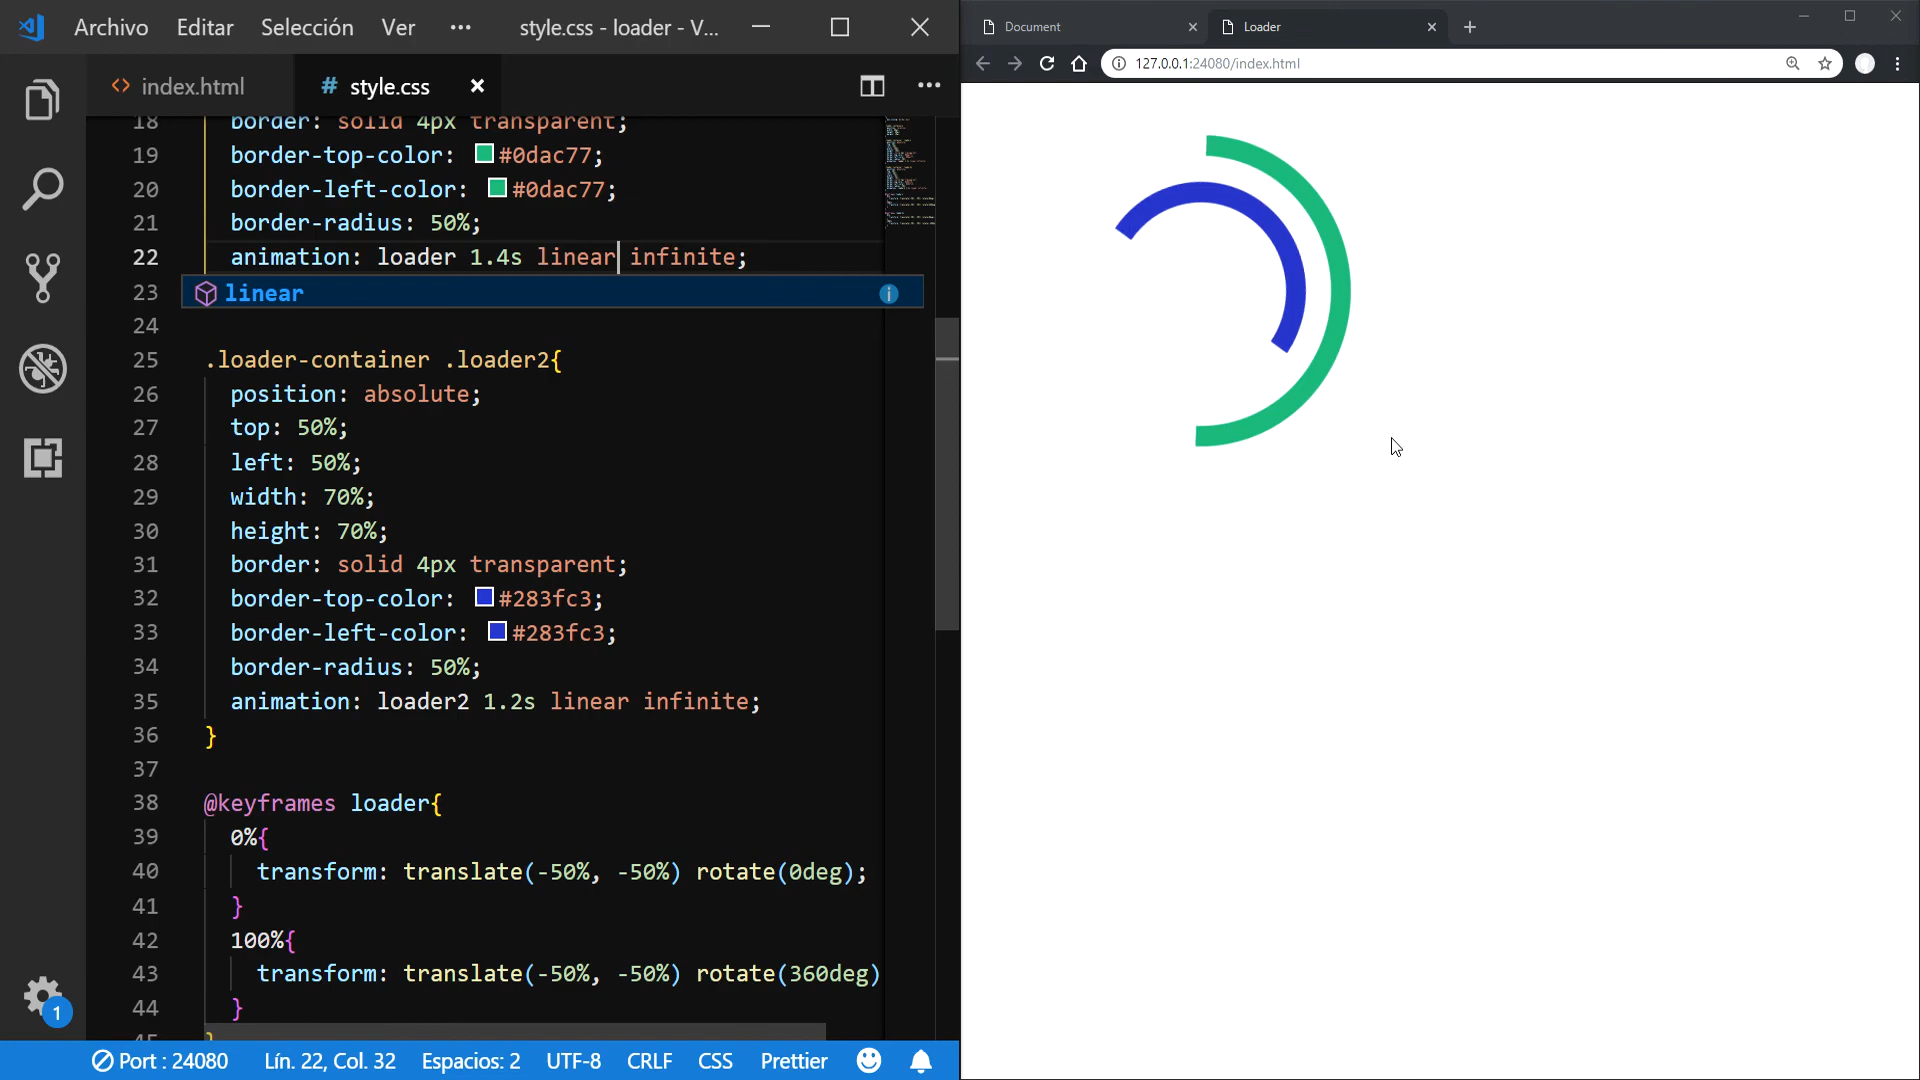 Archivo Editar Selección Ver ··· style.css - loader - V...
index.html style.css
18 border: solid 4px transparent;
19 border-top-color: #0dac77;
20 border-left-color: #0dac77;
21 border-radius: 50%;
22 animation: loader 1.4s linear infinite;
23 linear
24
25 .loader-container .loader2{
26 position: absolute;
27 top: 50%;
28 left: 50%;
29 width: 70%;
30 height: 70%;
31 border: solid 4px transparent;
32 border-top-color: #283fc3;
33 border-left-color: #283fc3;
34 border-radius: 50%;
35 animation: loader2 1.2s linear infinite;
36 }
37
38 @keyframes loader{
39 0%{
40 transform: translate(-50%, -50%) rotate(0deg);
41 }
42 100%{
43 transform: translate(-50%, -50%) rotate(360deg)
44 }
45 }
1
Port : 24080 Lín. 22, Col. 32 Espacios: 2 UTF-8 CRLF CSS Prettier
Document Loader
127.0.0.1:24080/index.html